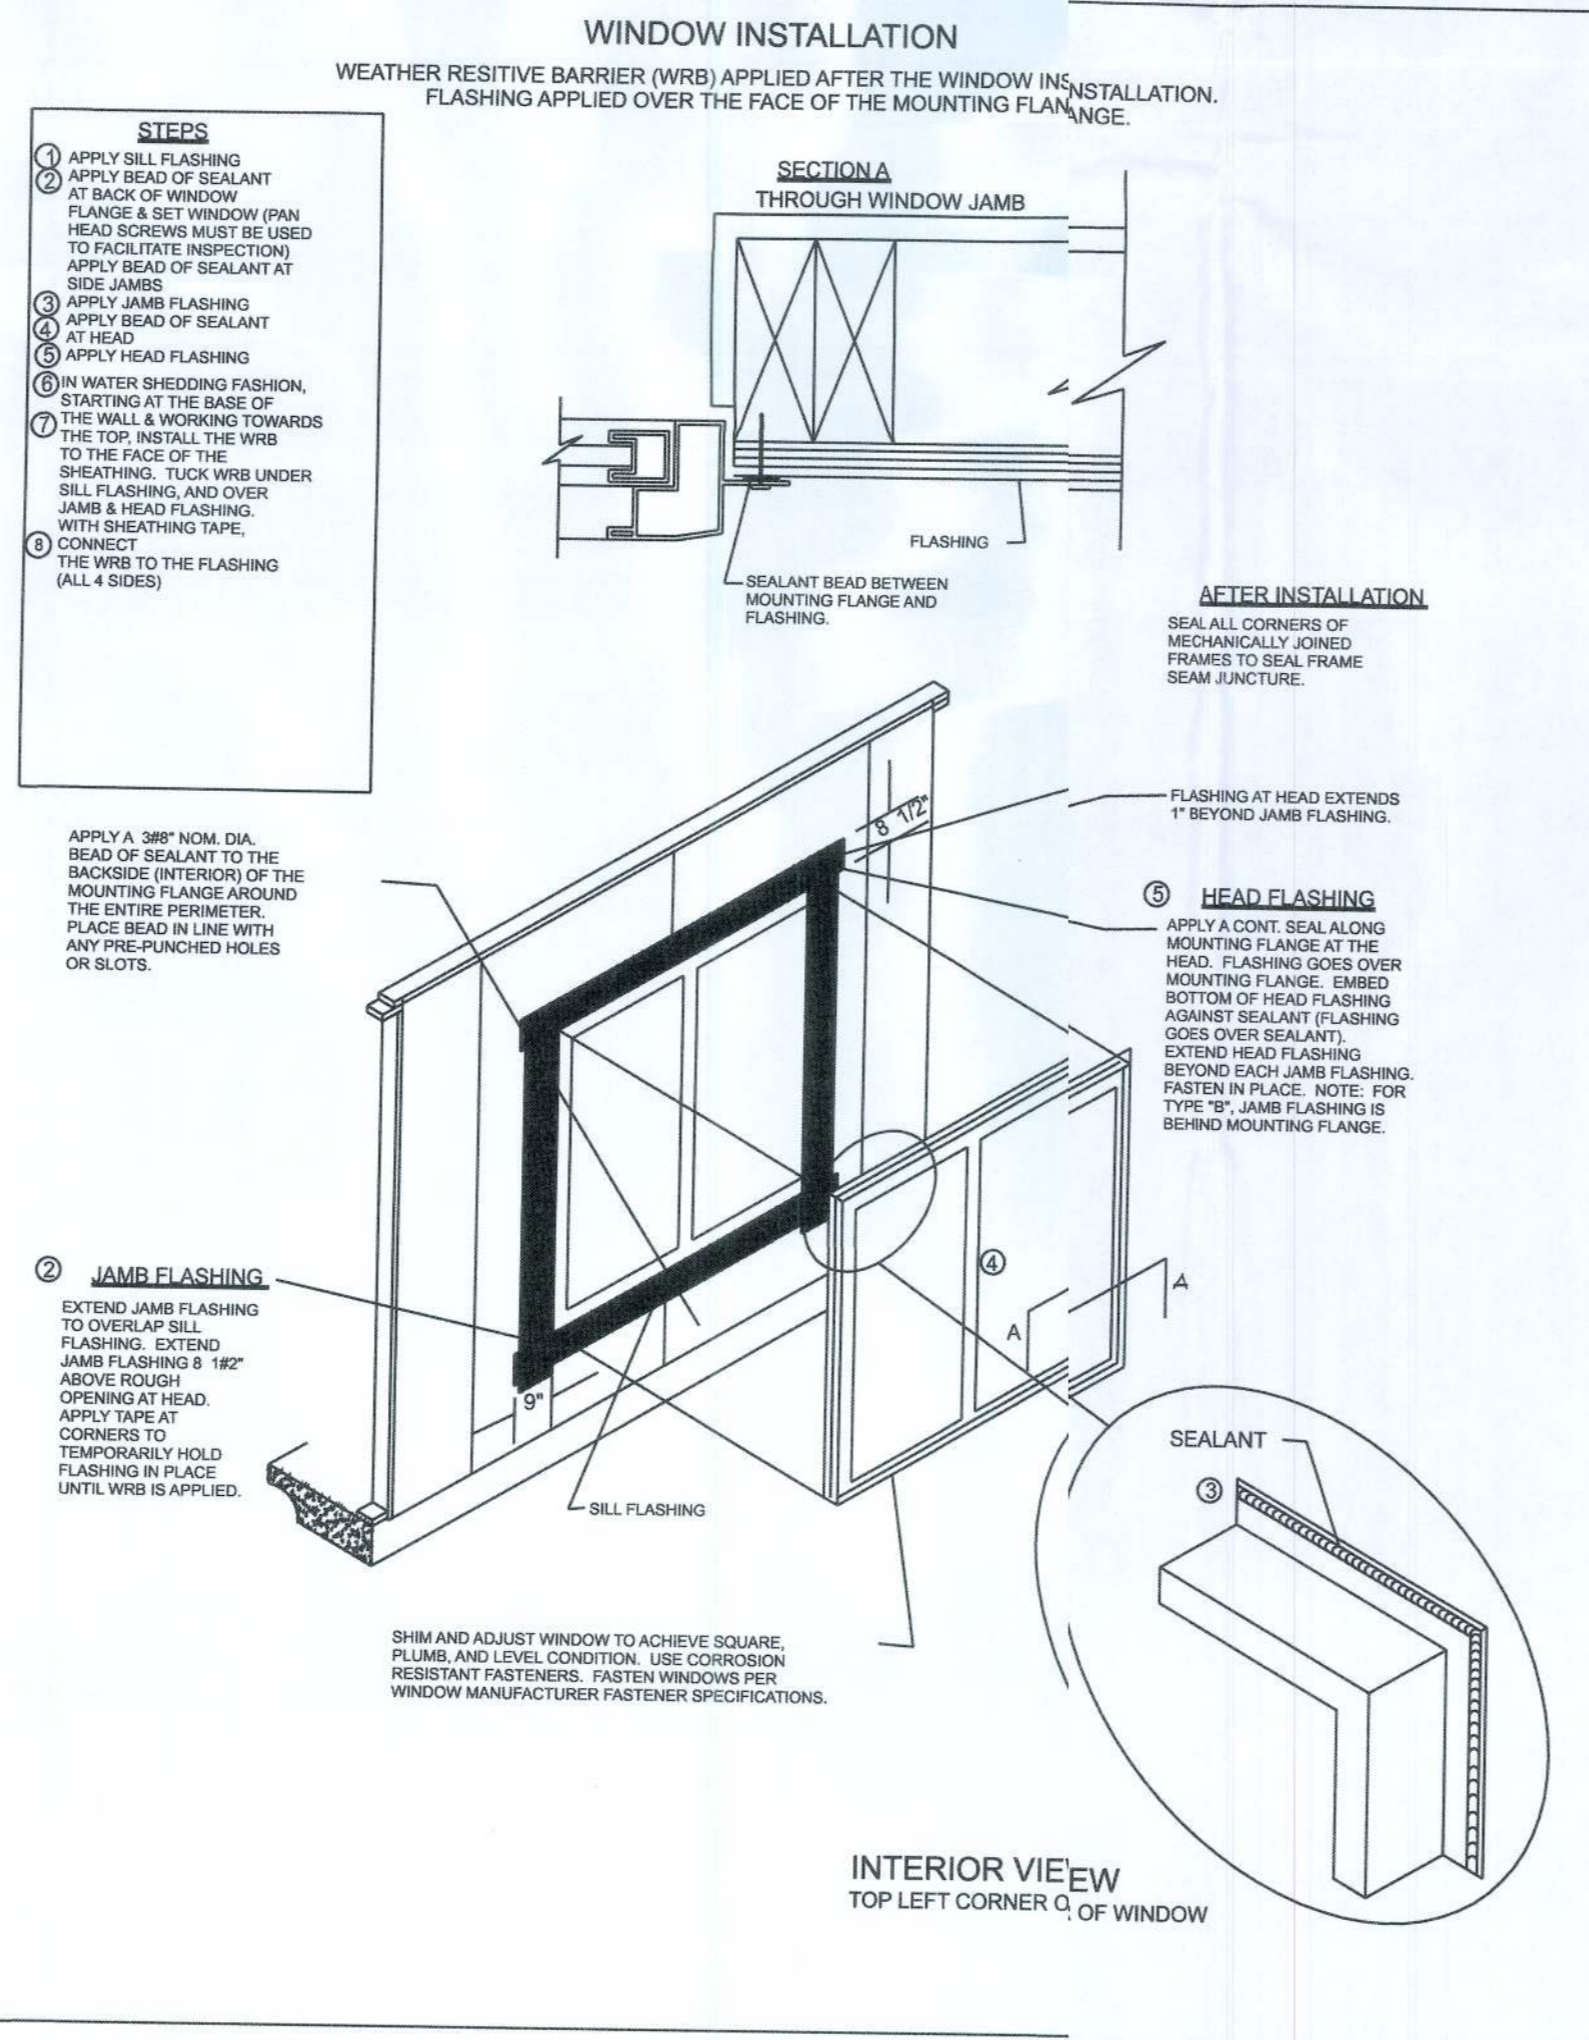 WINDOW INSTALLATION
WEATHER RESITIVE BARRIER (WRB) APPLIED AFTER THE WINDOW INSNSTALLATION.
FLASHING APPLIED OVER THE FACE OF THE MOUNTING FLANANGE.
STEPS
1 APPLY SILL FLASHING
2 APPLY BEAD OF SEALANT
AT BACK OF WINDOW
FLANGE & SET WINDOW (PAN
HEAD SCREWS MUST BE USED
TO FACILITATE INSPECTION)
APPLY BEAD OF SEALANT AT
SIDE JAMBS
3 APPLY JAMB FLASHING
4 APPLY BEAD OF SEALANT
AT HEAD
5 APPLY HEAD FLASHING
6 IN WATER SHEDDING FASHION,
STARTING AT THE BASE OF
7 THE WALL & WORKING TOWARDS
THE TOP, INSTALL THE WRB
TO THE FACE OF THE
SHEATHING. TUCK WRB UNDER
SILL FLASHING, AND OVER
JAMB & HEAD FLASHING.
WITH SHEATHING TAPE,
8 CONNECT
THE WRB TO THE FLASHING
(ALL 4 SIDES)
SECTION A
THROUGH WINDOW JAMB
FLASHING
SEALANT BEAD BETWEEN
MOUNTING FLANGE AND
FLASHING.
AFTER INSTALLATION
SEAL ALL CORNERS OF
MECHANICALLY JOINED
FRAMES TO SEAL FRAME
SEAM JUNCTURE.
APPLY A 3#8" NOM. DIA.
BEAD OF SEALANT TO THE
BACKSIDE (INTERIOR) OF THE
MOUNTING FLANGE AROUND
THE ENTIRE PERIMETER.
PLACE BEAD IN LINE WITH
ANY PRE-PUNCHED HOLES
OR SLOTS.
8 1/2"
FLASHING AT HEAD EXTENDS
1" BEYOND JAMB FLASHING.
5 HEAD FLASHING
APPLY A CONT. SEAL ALONG
MOUNTING FLANGE AT THE
HEAD. FLASHING GOES OVER
MOUNTING FLANGE. EMBED
BOTTOM OF HEAD FLASHING
AGAINST SEALANT (FLASHING
GOES OVER SEALANT).
EXTEND HEAD FLASHING
BEYOND EACH JAMB FLASHING.
FASTEN IN PLACE. NOTE: FOR
TYPE "B", JAMB FLASHING IS
BEHIND MOUNTING FLANGE.
2 JAMB FLASHING
EXTEND JAMB FLASHING
TO OVERLAP SILL
FLASHING. EXTEND
JAMB FLASHING 8 1#2"
ABOVE ROUGH
OPENING AT HEAD.
APPLY TAPE AT
CORNERS TO
TEMPORARILY HOLD
FLASHING IN PLACE
UNTIL WRB IS APPLIED.
9"
SILL FLASHING
4
A
A
SEALANT
3
SHIM AND ADJUST WINDOW TO ACHIEVE SQUARE,
PLUMB, AND LEVEL CONDITION. USE CORROSION
RESISTANT FASTENERS. FASTEN WINDOWS PER
WINDOW MANUFACTURER FASTENER SPECIFICATIONS.
INTERIOR VIEW
TOP LEFT CORNER OF WINDOW